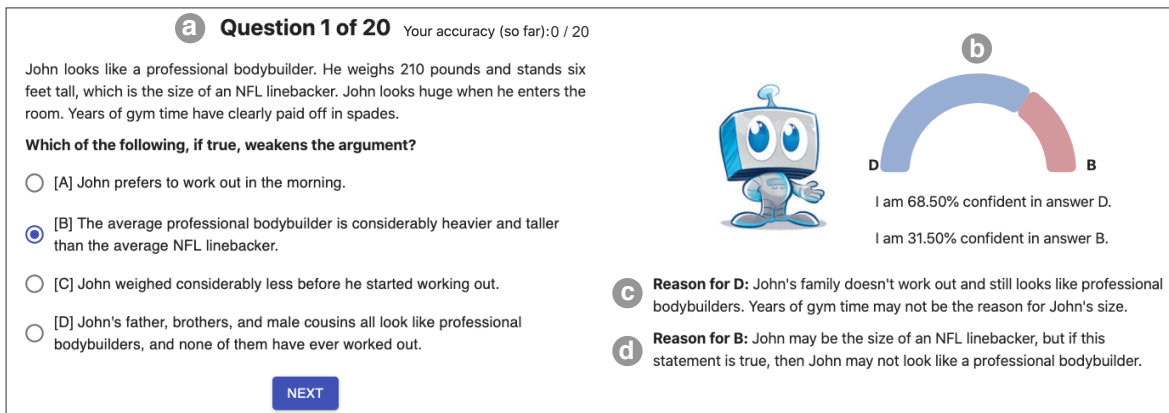 a Question 1 of 20 Your accuracy (so far):0 / 20
John looks like a professional bodybuilder. He weighs 210 pounds and stands six
feet tall, which is the size of an NFL linebacker. John looks huge when he enters the
room. Years of gym time have clearly paid off in spades.
Which of the following, if true, weakens the argument?
[A] John prefers to work out in the morning.
[B] The average professional bodybuilder is considerably heavier and taller
than the average NFL linebacker.
[C] John weighed considerably less before he started working out.
[D] John's father, brothers, and male cousins all look like professional
bodybuilders, and none of them have ever worked out.
NEXT
b
D B
I am 68.50% confident in answer D.
I am 31.50% confident in answer B.
c Reason for D: John's family doesn't work out and still looks like professional
bodybuilders. Years of gym time may not be the reason for John's size.
d Reason for B: John may be the size of an NFL linebacker, but if this
statement is true, then John may not look like a professional bodybuilder.